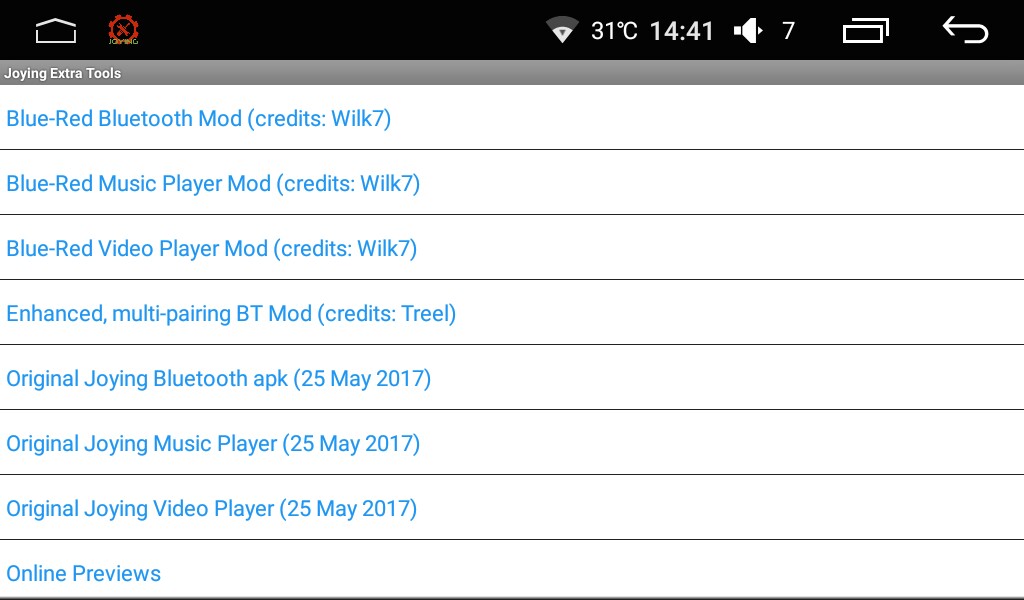 JOYING
31℃ 14:41 7
Joying Extra Tools
Blue-Red Bluetooth Mod (credits: Wilk7)
Blue-Red Music Player Mod (credits: Wilk7)
Blue-Red Video Player Mod (credits: Wilk7)
Enhanced, multi-pairing BT Mod (credits: Treel)
Original Joying Bluetooth apk (25 May 2017)
Original Joying Music Player (25 May 2017)
Original Joying Video Player (25 May 2017)
Online Previews